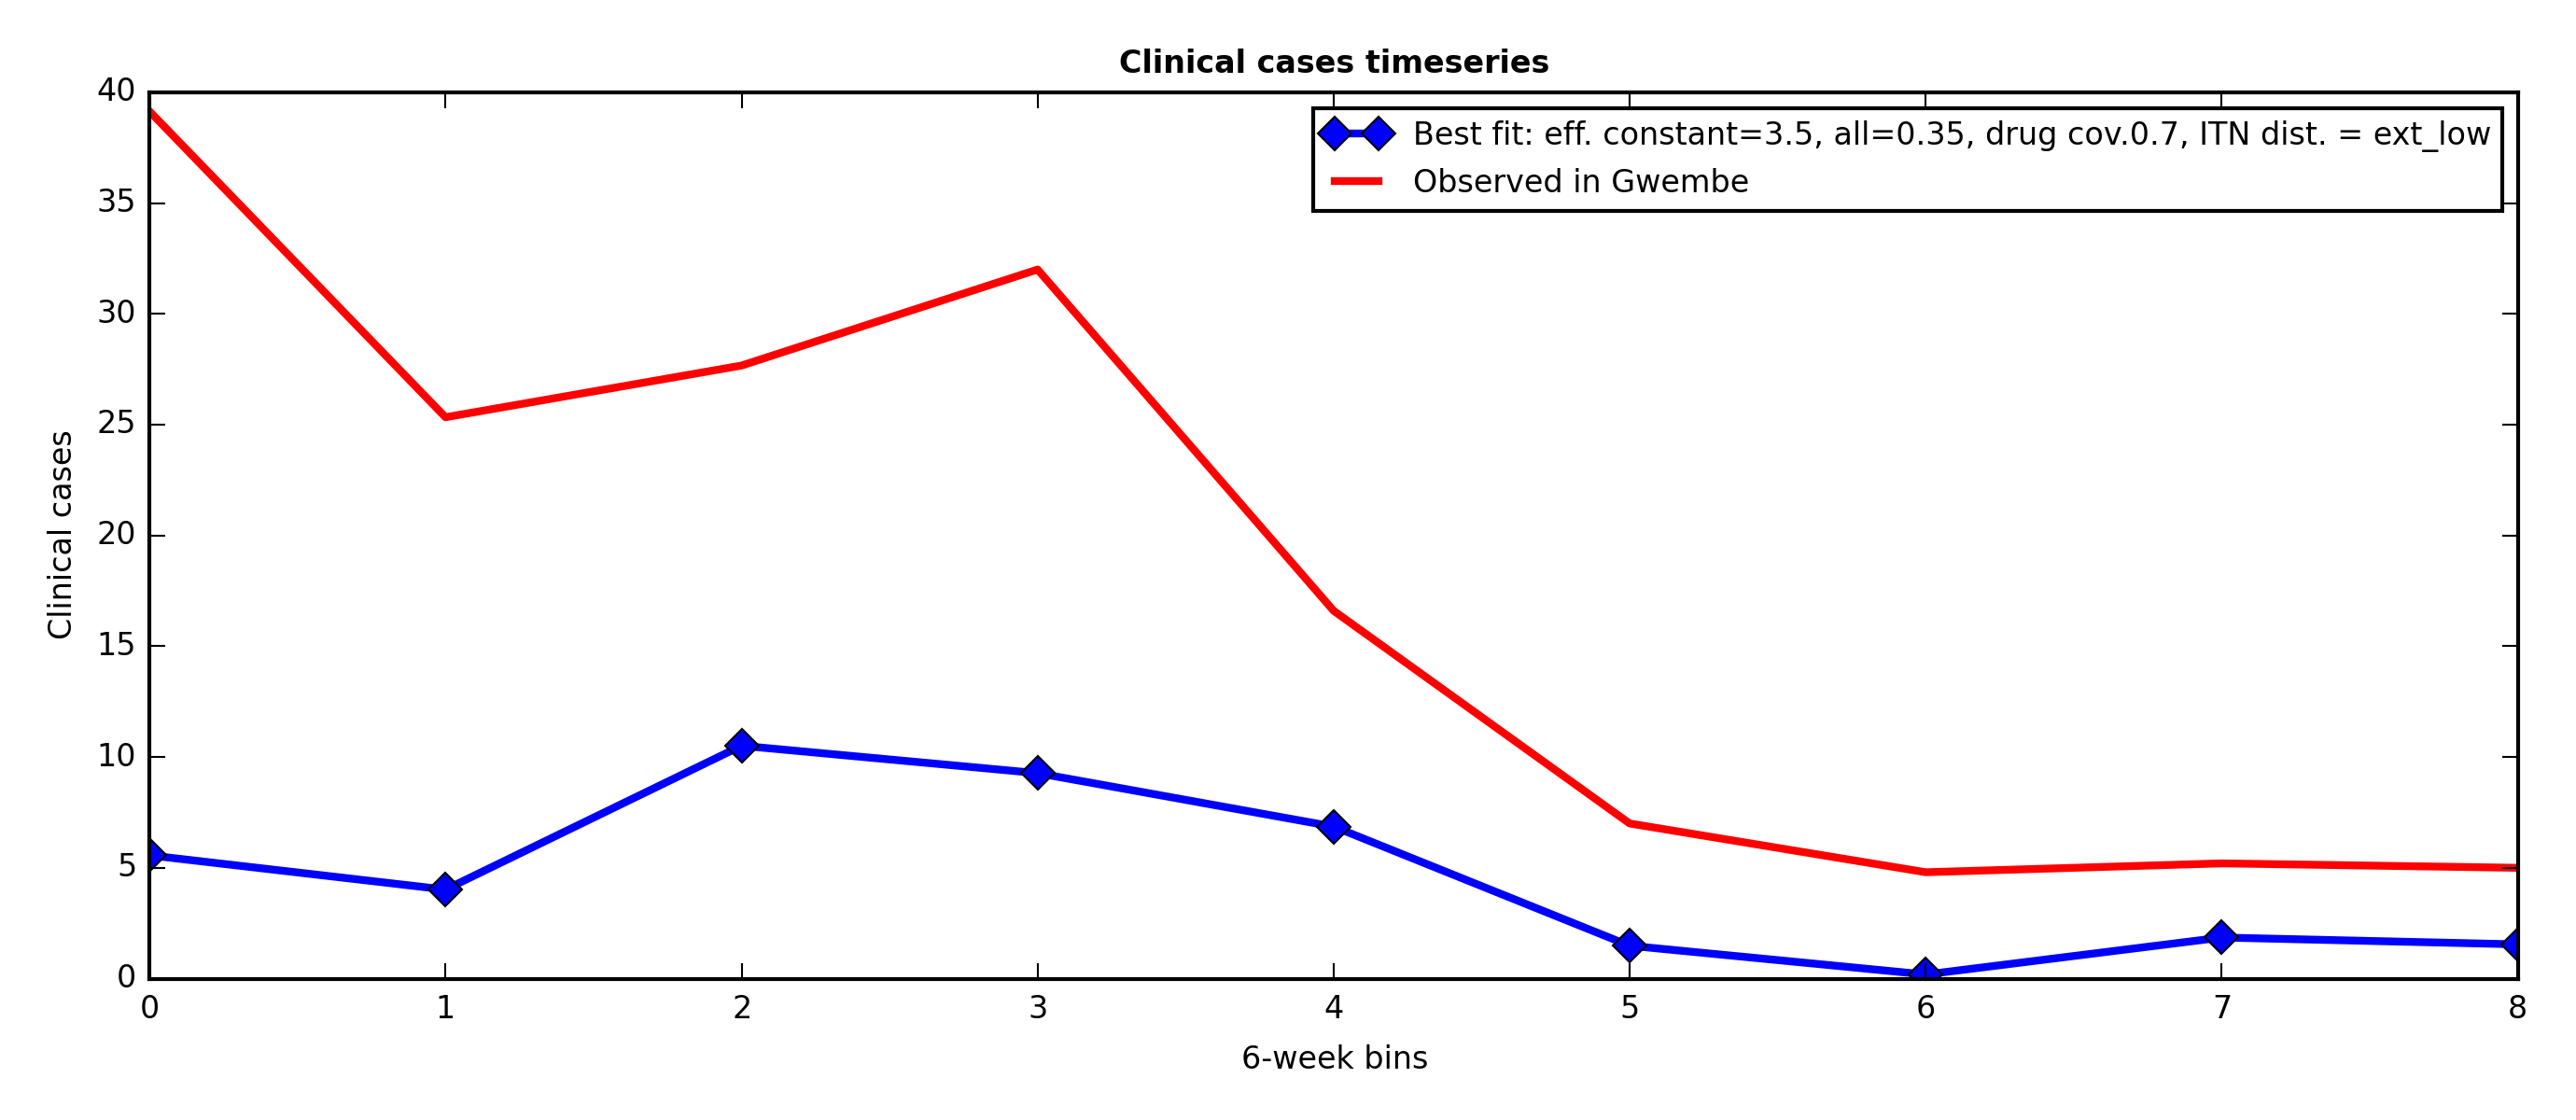 Clinical cases timeseries
Best fit: eff. constant=3.5, all=0.35, drug cov.0.7, ITN dist. = ext_low
Observed in Gwembe
40
35
30
25
20
15
10
5
0
Clinical cases
0 1 2 3 4 5 6 7 8
6-week bins